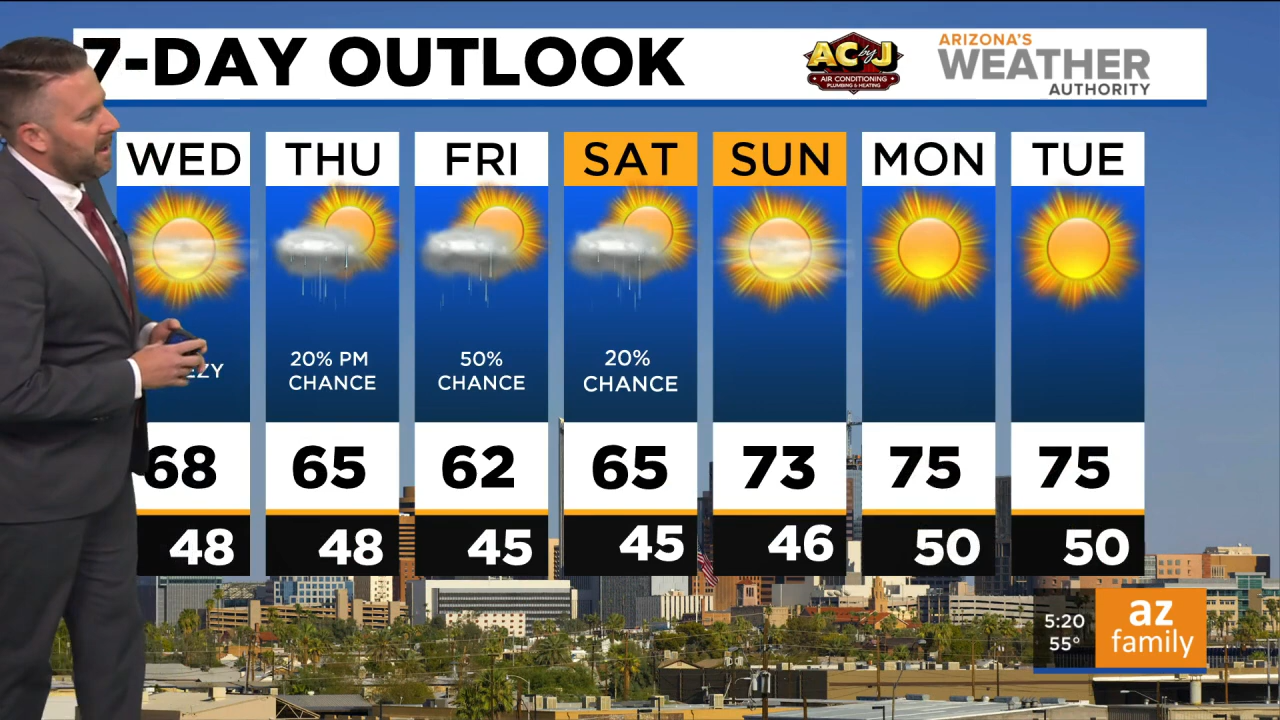 7-DAY OUTLOOK
AC by J
AIR CONDITIONING
PLUMBING & HEATING
ARIZONA'S
WEATHER
AUTHORITY
WED THU FRI SAT SUN MON TUE
20% PM
CHANCE
50%
CHANCE
20%
CHANCE
68 65 62 65 73 75 75
48 48 45 45 46 50 50
5:20
55°
az
family